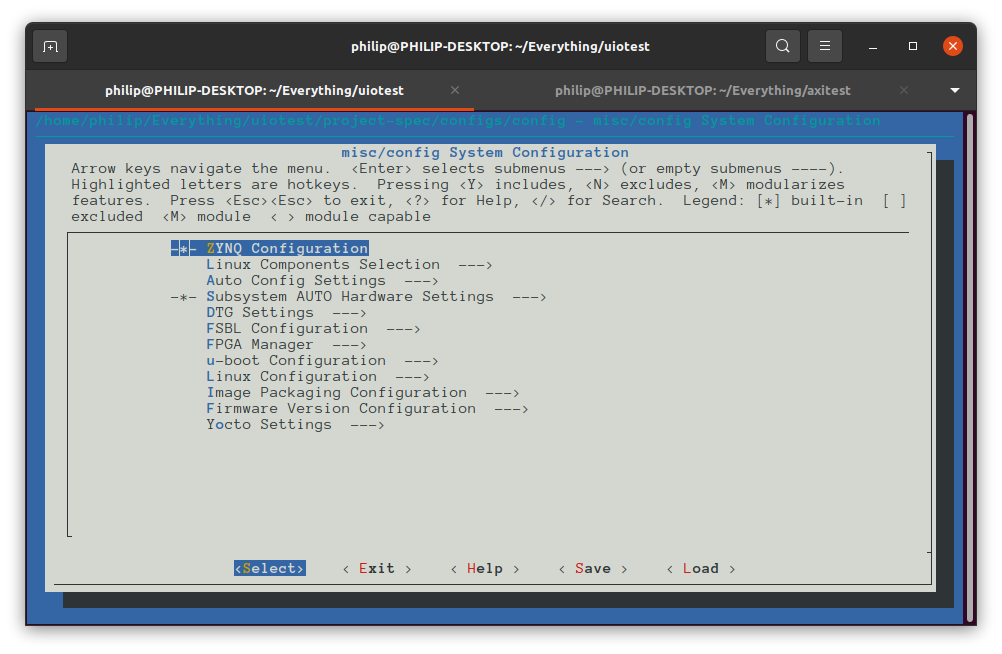 philip@PHILIP-DESKTOP: ~/Everything/uiotest
philip@PHILIP-DESKTOP: ~/Everything/uiotest × philip@PHILIP-DESKTOP: ~/Everything/axitest ×
/home/philip/Everything/uiotest/project-spec/configs/config - misc/config System Configuration
misc/config System Configuration
Arrow keys navigate the menu.  <Enter> selects submenus ---> (or empty submenus ----).
Highlighted letters are hotkeys.  Pressing <Y> includes, <N> excludes, <M> modularizes
features.  Press <Esc><Esc> to exit, <?> for Help, </> for Search.  Legend: [*] built-in  [ ]
excluded  <M> module  < > module capable
-*- ZYNQ Configuration
Linux Components Selection  --->
Auto Config Settings  --->
-*- Subsystem AUTO Hardware Settings  --->
DTG Settings  --->
FSBL Configuration  --->
FPGA Manager  --->
u-boot Configuration  --->
Linux Configuration  --->
Image Packaging Configuration  --->
Firmware Version Configuration  --->
Yocto Settings  --->
<Select>    < Exit >    < Help >    < Save >    < Load >